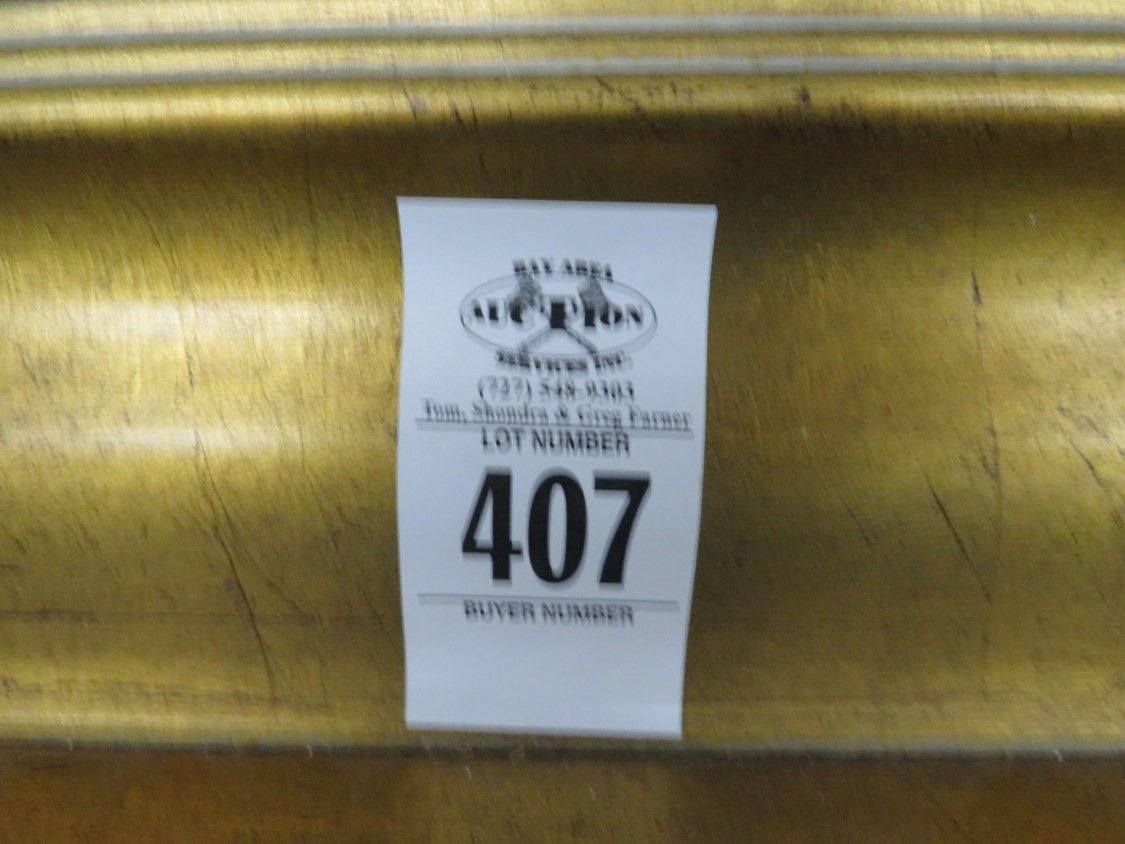 BAY AREA
AUCTION
SERVICES INC.
(727) 548-9303
Tom, Shondra & Greg Farner
LOT NUMBER
407
BUYER NUMBER